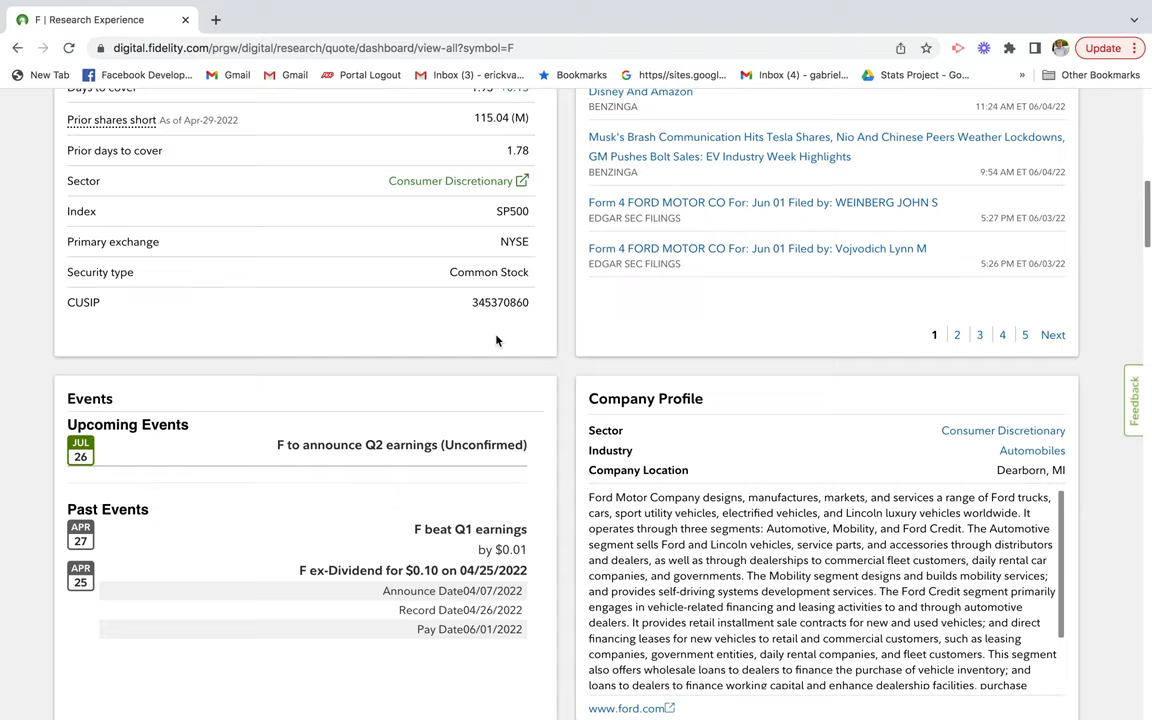 F | Research Experience
digital.fidelity.com/prgw/digital/research/quote/dashboard/view-all?symbol=F
Update
New Tab
Facebook Develop...
Gmail
Gmail
Portal Logout
Inbox (3) - erickva...
Bookmarks
https//sites.googl...
Inbox (4) - gabriel...
Stats Project - Go...
»
Other Bookmarks
Days to cover
Prior shares short As of Apr-29-2022 115.04 (M)
Prior days to cover 1.78
Sector Consumer Discretionary
Index SP500
Primary exchange NYSE
Security type Common Stock
CUSIP 345370860
Disney And Amazon
BENZINGA 11:24 AM ET 06/04/22
Musk's Brash Communication Hits Tesla Shares, Nio And Chinese Peers Weather Lockdowns,
GM Pushes Bolt Sales: EV Industry Week Highlights
BENZINGA 9:54 AM ET 06/04/22
Form 4 FORD MOTOR CO For: Jun 01 Filed by: WEINBERG JOHN S
EDGAR SEC FILINGS 5:27 PM ET 06/03/22
Form 4 FORD MOTOR CO For: Jun 01 Filed by: Vojvodich Lynn M
EDGAR SEC FILINGS 5:26 PM ET 06/03/22
1 2 3 4 5 Next
Feedback
Events
Upcoming Events
JUL
26
F to announce Q2 earnings (Unconfirmed)
Past Events
APR
27
F beat Q1 earnings
by $0.01
APR
25
F ex-Dividend for $0.10 on 04/25/2022
Announce Date04/07/2022
Record Date04/26/2022
Pay Date06/01/2022
Company Profile
Sector Consumer Discretionary
Industry Automobiles
Company Location Dearborn, MI
Ford Motor Company designs, manufactures, markets, and services a range of Ford trucks,
cars, sport utility vehicles, electrified vehicles, and Lincoln luxury vehicles worldwide. It
operates through three segments: Automotive, Mobility, and Ford Credit. The Automotive
segment sells Ford and Lincoln vehicles, service parts, and accessories through distributors
and dealers, as well as through dealerships to commercial fleet customers, daily rental car
companies, and governments. The Mobility segment designs and builds mobility services;
and provides self-driving systems development services. The Ford Credit segment primarily
engages in vehicle-related financing and leasing activities to and through automotive
dealers. It provides retail installment sale contracts for new and used vehicles; and direct
financing leases for new vehicles to retail and commercial customers, such as leasing
companies, government entities, daily rental companies, and fleet customers. This segment
also offers wholesale loans to dealers to finance the purchase of vehicle inventory; and
loans to dealers to finance working capital and enhance dealership facilities, purchase
www.ford.com